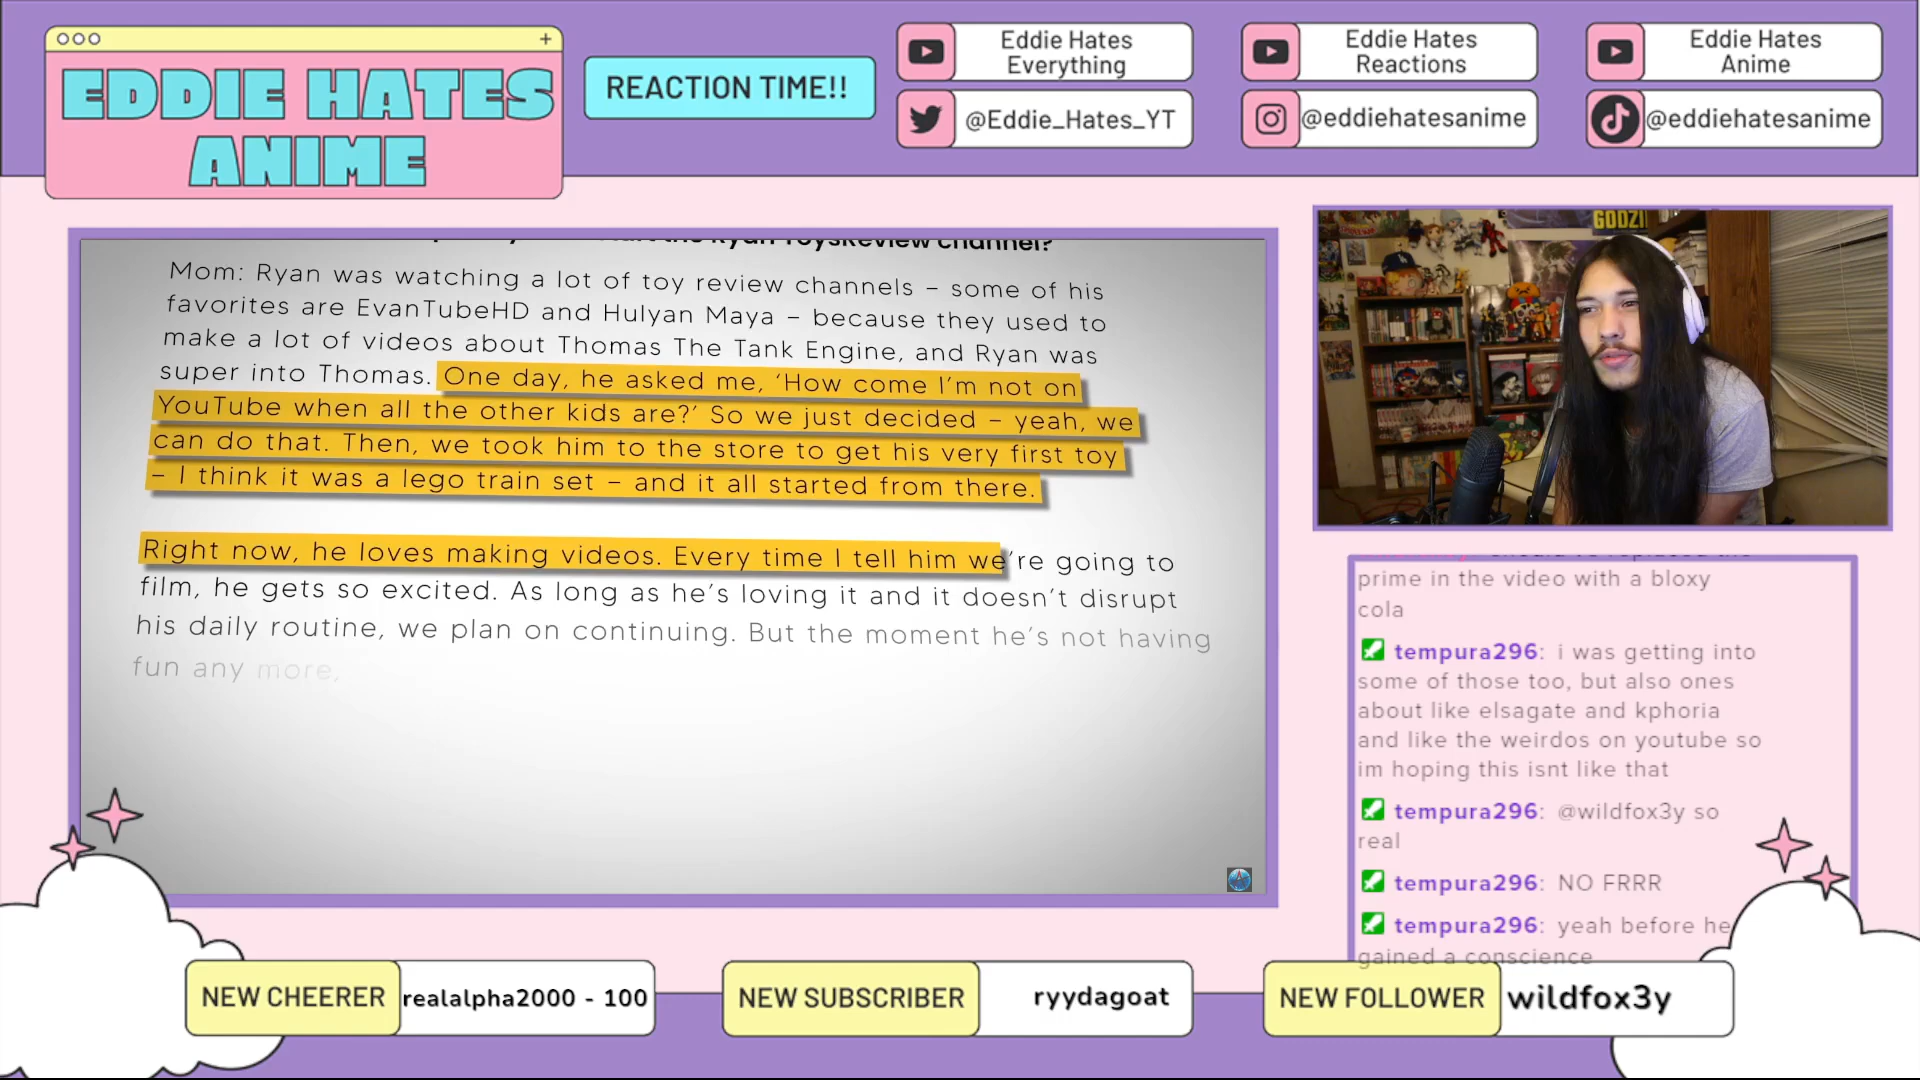 EDDIE HATES
ANIME
REACTION TIME!!
Eddie Hates
Everything
Eddie Hates
Reactions
Eddie Hates
Anime
@Eddie_Hates_YT
@eddiehatesanime
@eddiehatesanime
the Ryan ToysReview channel?
Mom: Ryan was watching a lot of toy review channels – some of his
favorites are EvanTubeHD and Hulyan Maya – because they used to
make a lot of videos about Thomas The Tank Engine, and Ryan was
super into Thomas. One day, he asked me, ‘How come I’m not on
YouTube when all the other kids are?’ So we just decided – yeah, we
can do that. Then, we took him to the store to get his very first toy
– I think it was a lego train set – and it all started from there.
Right now, he loves making videos. Every time I tell him we’re going to
film, he gets so excited. As long as he’s loving it and it doesn’t disrupt
his daily routine, we plan on continuing. But the moment he’s not having
fun any more,
GODZI
prime in the video with a bloxy
cola
tempura296: i was getting into
some of those too, but also ones
about like elsagate and kphoria
and like the weirdos on youtube so
im hoping this isnt like that
tempura296: @wildfox3y so
real
tempura296: NO FRRR
tempura296: yeah before he
gained a conscience
NEW CHEERER
realalpha2000 - 100
NEW SUBSCRIBER
ryydagoat
NEW FOLLOWER
wildfox3y